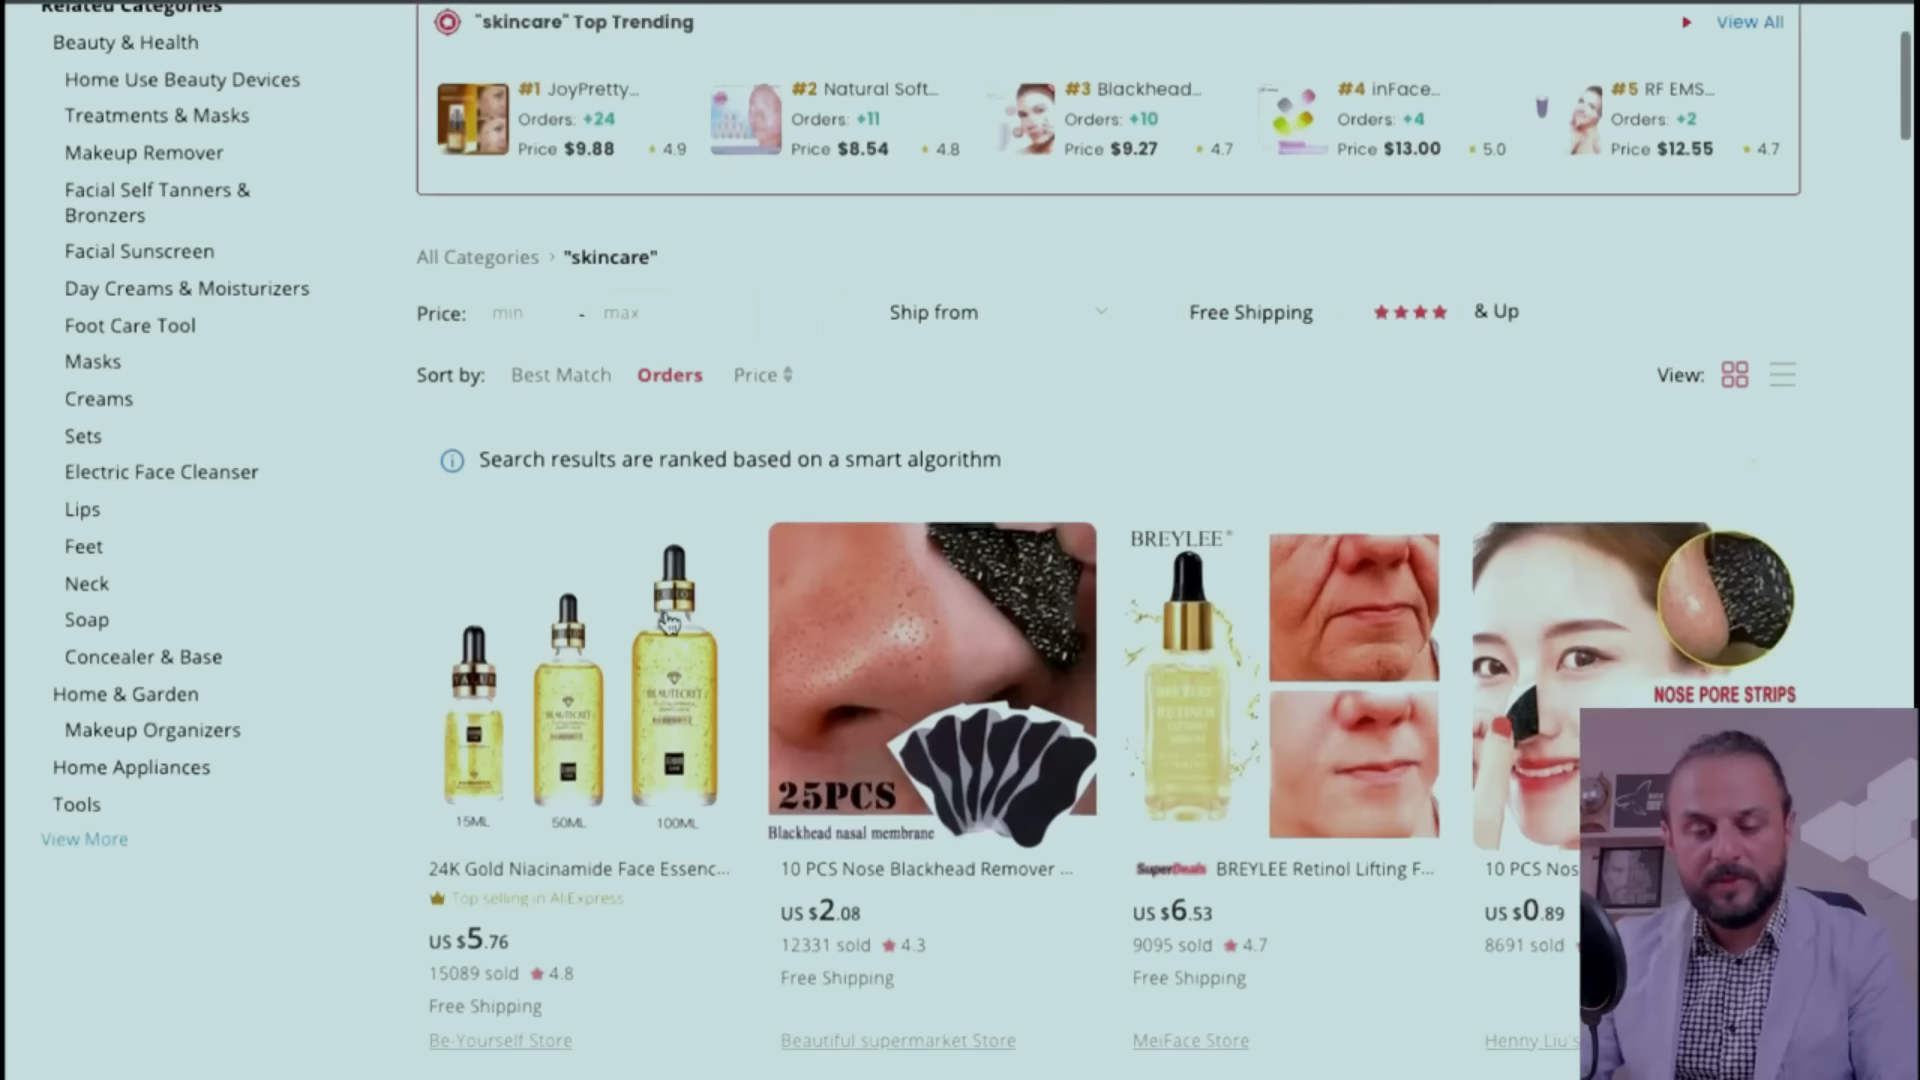 Related Categories
Beauty & Health
Home Use Beauty Devices
Treatments & Masks
Makeup Remover
Facial Self Tanners &
Bronzers
Facial Sunscreen
Day Creams & Moisturizers
Foot Care Tool
Masks
Creams
Sets
Electric Face Cleanser
Lips
Feet
Neck
Soap
Concealer & Base
Home & Garden
Makeup Organizers
Home Appliances
Tools
View More
"skincare" Top Trending
View All
#1 JoyPretty...
Orders: +24
Price $9.88 4.9
#2 Natural Soft...
Orders: +11
Price $8.54 4.8
#3 Blackhead...
Orders: +10
Price $9.27 4.7
#4 inFace...
Orders: +4
Price $13.00 5.0
#5 RF EMS...
Orders: +2
Price $12.55 4.7
All Categories > "skincare"
Price: min - max
Ship from
Free Shipping
& Up
Sort by: Best Match Orders Price
View:
Search results are ranked based on a smart algorithm
15ML
50ML
100ML
24K Gold Niacinamide Face Essenc...
Top selling in AliExpress
US $5.76
15089 sold 4.8
Free Shipping
Be-Yourself Store
25PCS
Blackhead nasal membrane
10 PCS Nose Blackhead Remover ...
US $2.08
12331 sold 4.3
Free Shipping
Beautiful supermarket Store
BREYLEE®
BREYLEE
RETINOL
SuperDeals BREYLEE Retinol Lifting F...
US $6.53
9095 sold 4.7
Free Shipping
MeiFace Store
NOSE PORE STRIPS
10 PCS Nos
US $0.89
8691 sold
Henny Liu's